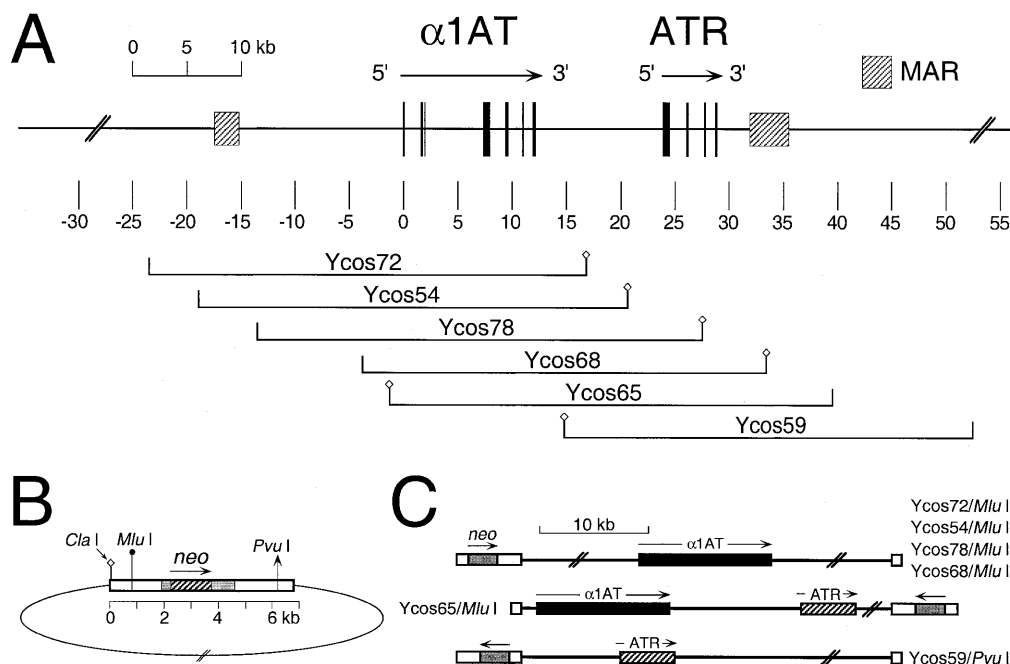 A
α1AT
ATR
0 5 10 kb
5' 3'
5' 3'
MAR
-30 -25 -20 -15 -10 -5 0 5 10 15 20 25 30 35 40 45 50 55
Ycos72
Ycos54
Ycos78
Ycos68
Ycos65
Ycos59
B
Cla I
Mlu I
neo
Pvu I
0 2 4 6 kb
C
10 kb
neo
α1AT
Ycos72/Mlu I
Ycos54/Mlu I
Ycos78/Mlu I
Ycos68/Mlu I
Ycos65/Mlu I
α1AT
ATR
ATR
Ycos59/Pvu I